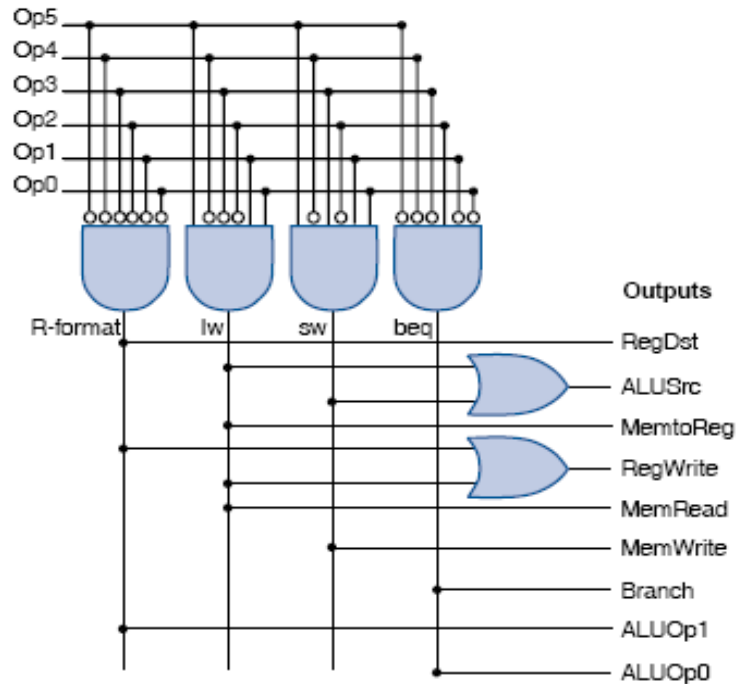 Op5
Op4
Op3
Op2
Op1
Op0
R-format
lw
sw
beq
Outputs
RegDst
ALUSrc
MemtoReg
RegWrite
MemRead
MemWrite
Branch
ALUOp1
ALUOp0